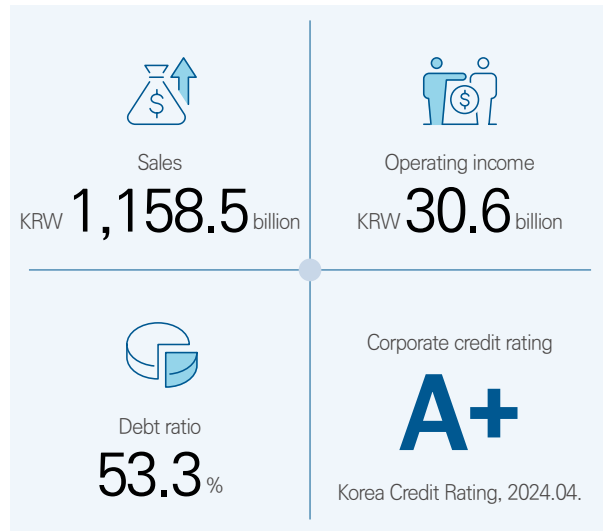 $
Sales
KRW 1,158.5 billion
$
Operating income
KRW 30.6 billion
Debt ratio
53.3 %
Corporate credit rating
A+
Korea Credit Rating, 2024.04.